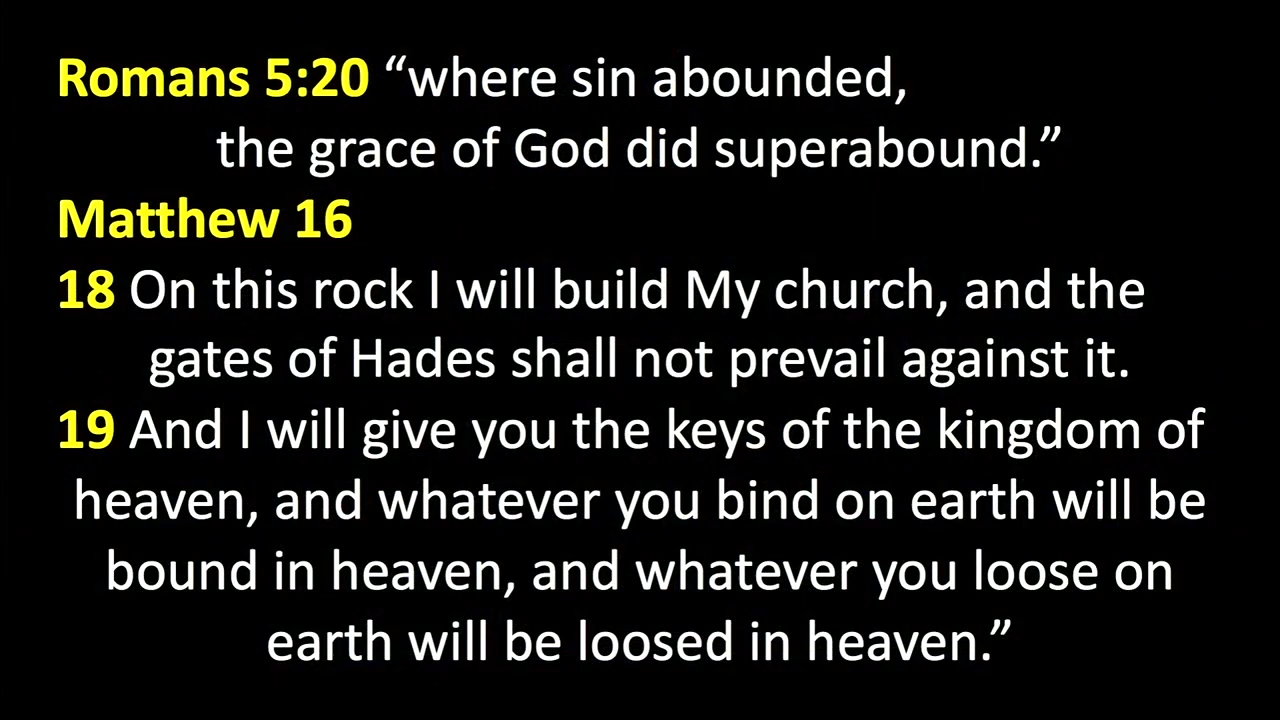 Romans 5:20 “where sin abounded,
the grace of God did superabound.”
Matthew 16
18 On this rock I will build My church, and the
gates of Hades shall not prevail against it.
19 And I will give you the keys of the kingdom of
heaven, and whatever you bind on earth will be
bound in heaven, and whatever you loose on
earth will be loosed in heaven.”